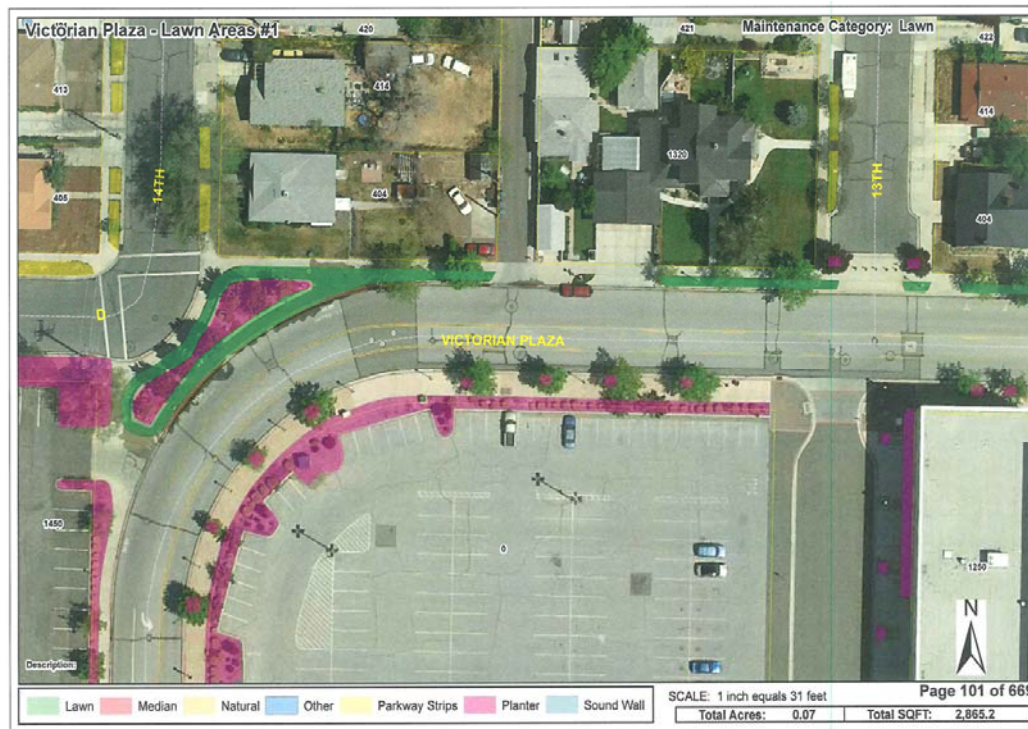 Victorian Plaza - Lawn Areas #1
Maintenance Category: Lawn
420
421
422
413
414
414
1320
405
404
404
14TH
13TH
D
VICTORIAN PLAZA
1450
0
1250
N
Description:
Lawn
Median
Natural
Other
Parkway Strips
Planter
Sound Wall
SCALE: 1 inch equals 31 feet
Page 101 of 669
Total Acres: 0.07
Total SQFT: 2,865.2